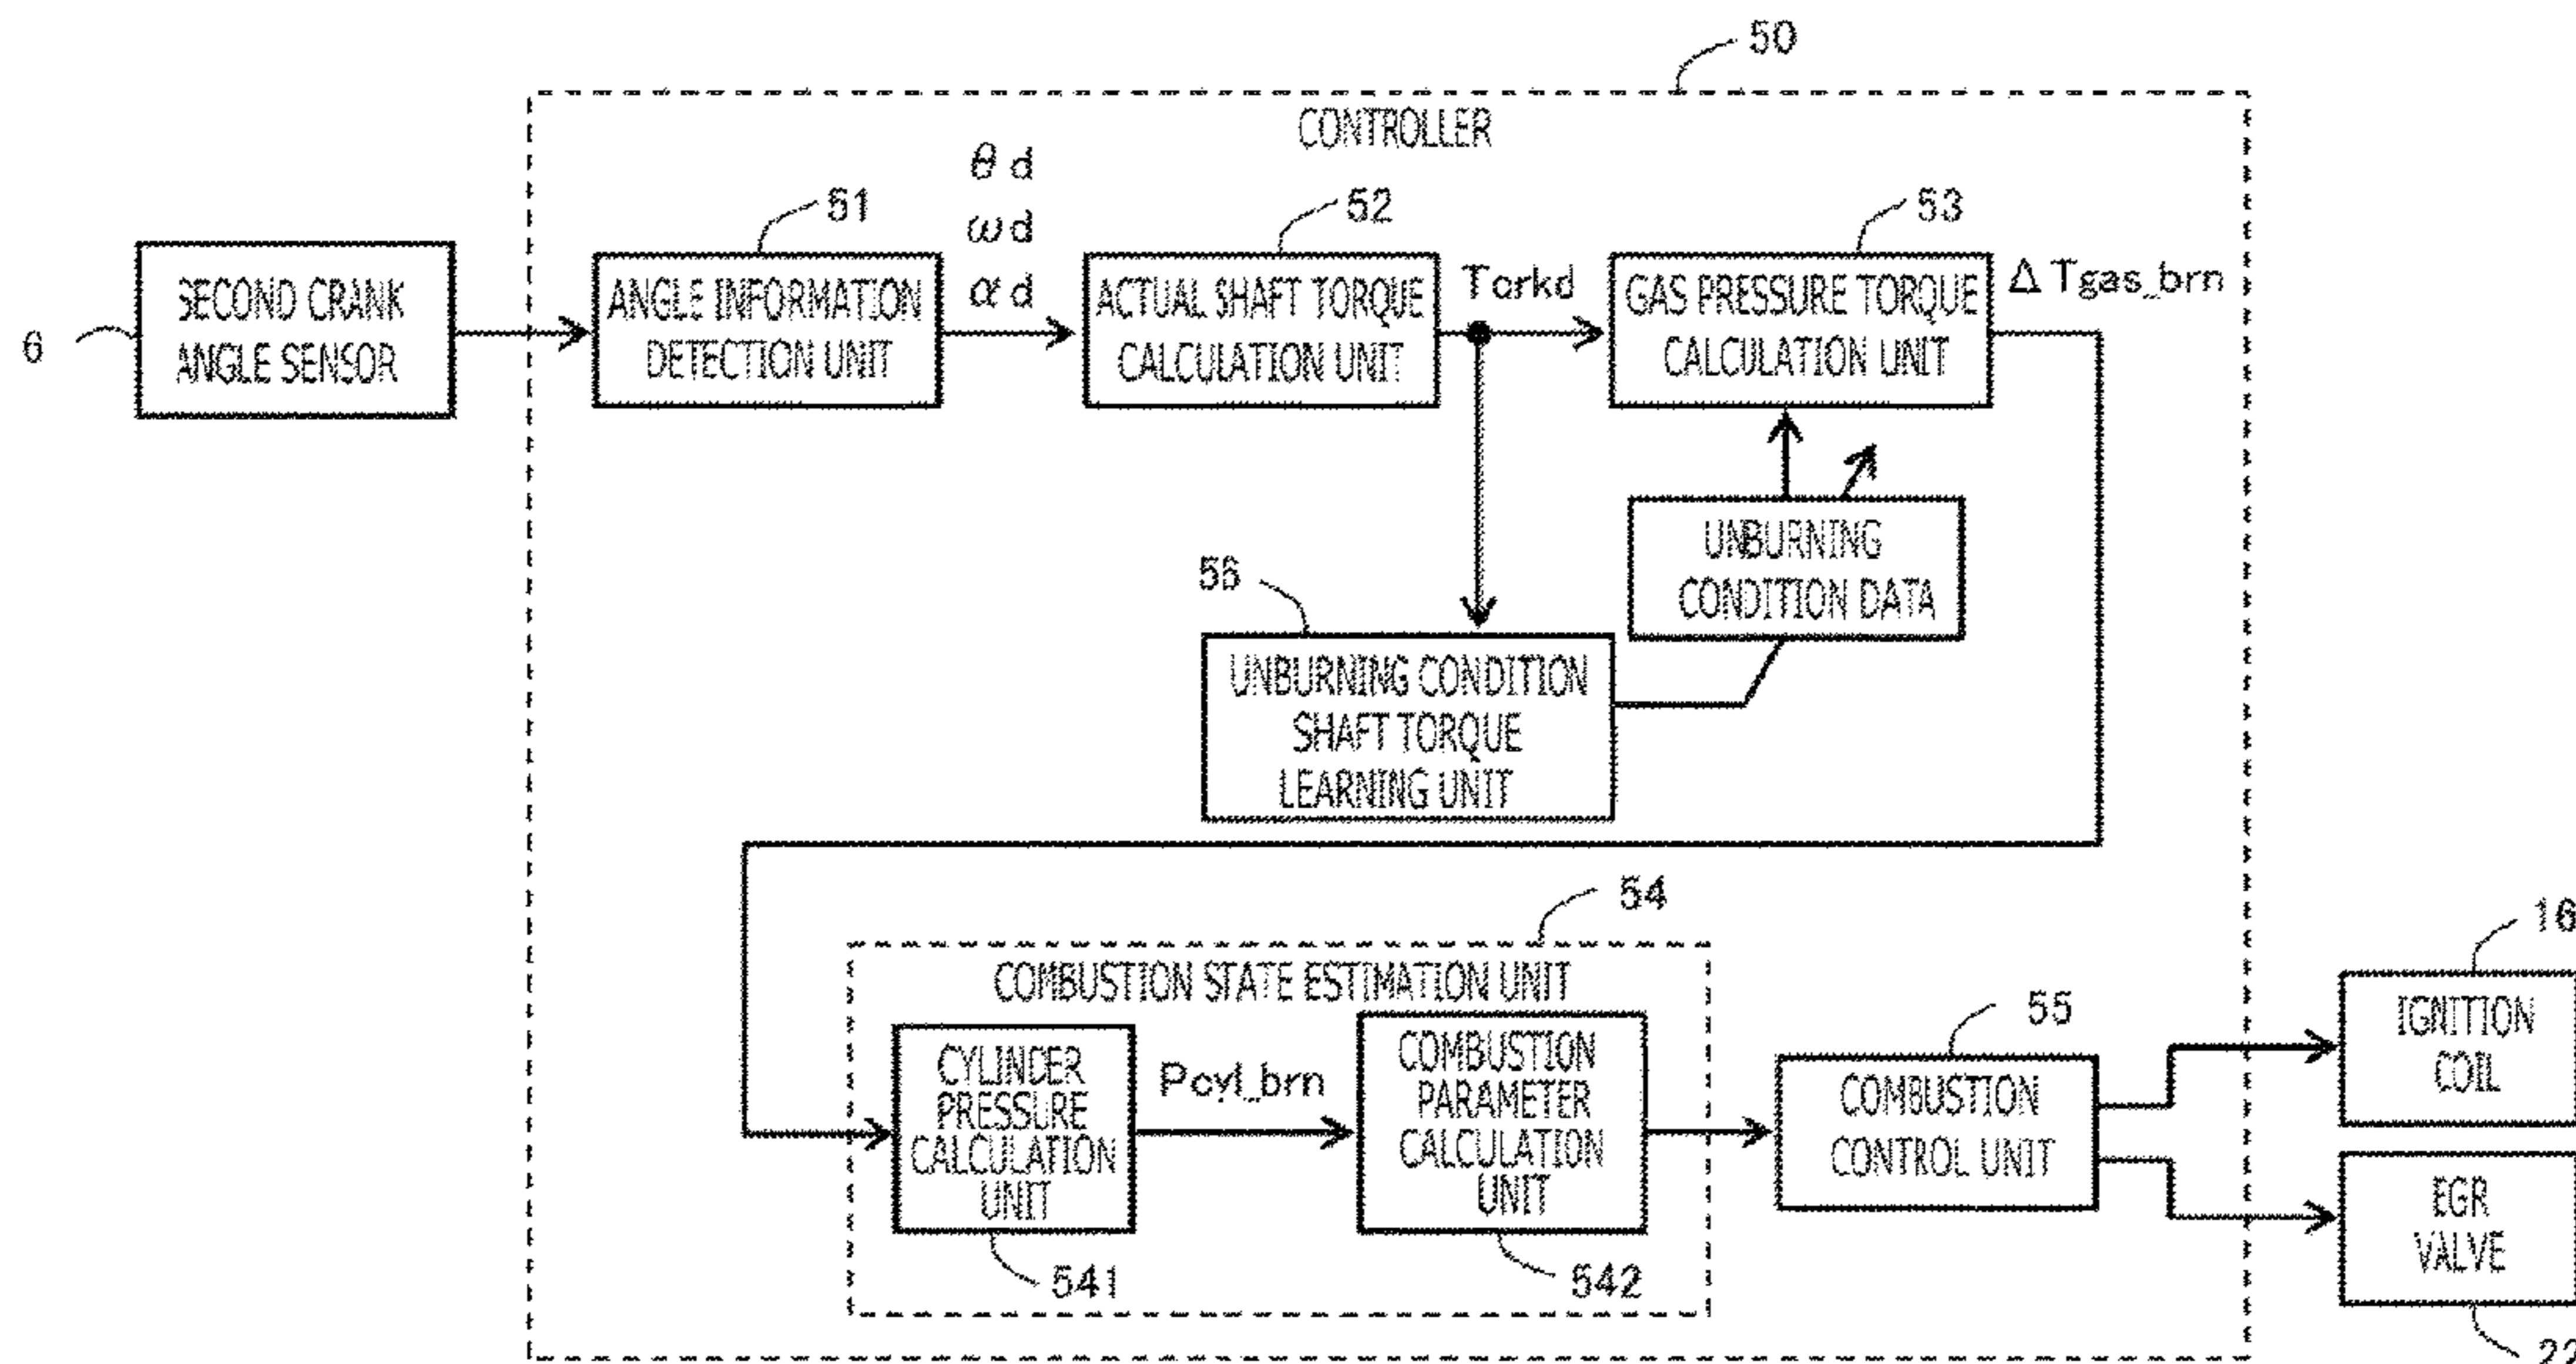 50
CONTROLLER
θd
ωd
αd
51
52
53
6
SECOND CRANK
ANGLE SENSOR
ANGLE INFORMATION
DETECTION UNIT
ACTUAL SHAFT TORQUE
CALCULATION UNIT
Tcrkd
GAS PRESSURE TORQUE
CALCULATION UNIT
ΔTgas_brn
UNBURNING
CONDITION DATA
56
UNBURNING CONDITION
SHAFT TORQUE
LEARNING UNIT
54
COMBUSTION STATE ESTIMATION UNIT
CYLINDER
PRESSURE
CALCULATION
UNIT
541
Pcyl_brn
COMBUSTION
PARAMETER
CALCULATION
UNIT
542
55
COMBUSTION
CONTROL UNIT
16
IGNITION
COIL
EGR
VALVE